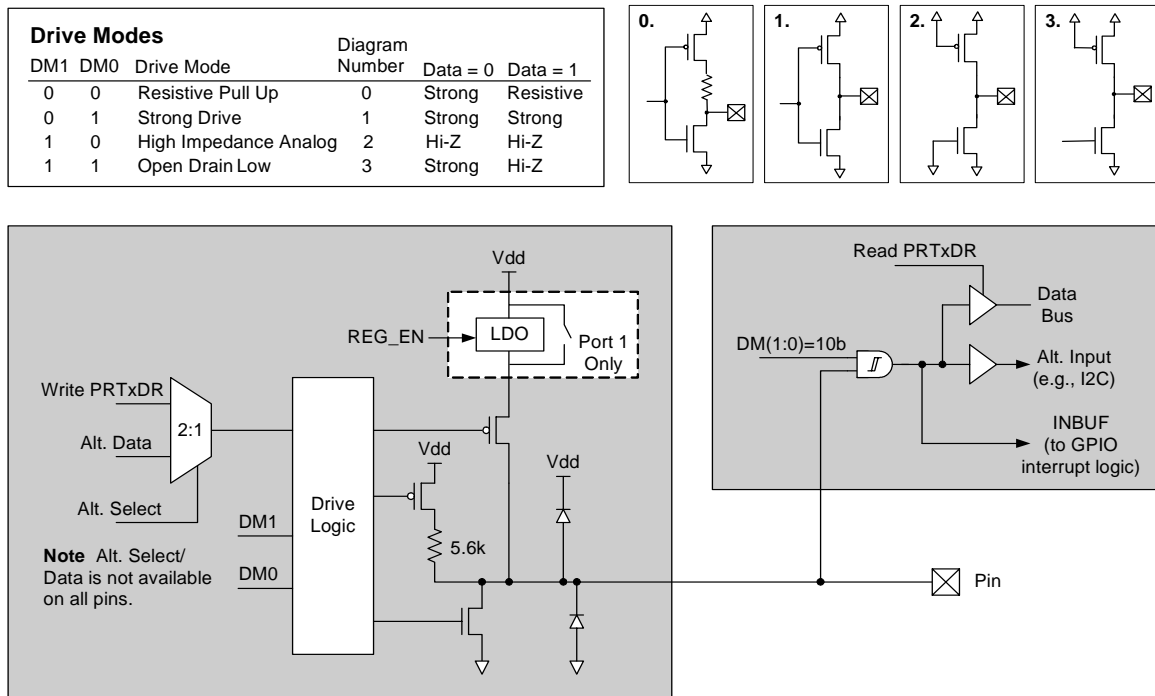 Drive Modes
Diagram
DM1 DM0 Drive Mode Number Data = 0 Data = 1
0 0 Resistive Pull Up 0 Strong Resistive
0 1 Strong Drive 1 Strong Strong
1 0 High Impedance Analog 2 Hi-Z Hi-Z
1 1 Open Drain Low 3 Strong Hi-Z
0. 1. 2. 3.
Vdd
REG_EN
LDO
Port 1
Only
Write PRTxDR
2:1
Alt. Data
Alt. Select
Vdd
Vdd
Drive
Logic
5.6k
DM1
DM0
Note Alt. Select/
Data is not available
on all pins.
Read PRTxDR
Data
Bus
DM(1:0)=10b
Alt. Input
(e.g., I2C)
INBUF
(to GPIO
interrupt logic)
Pin